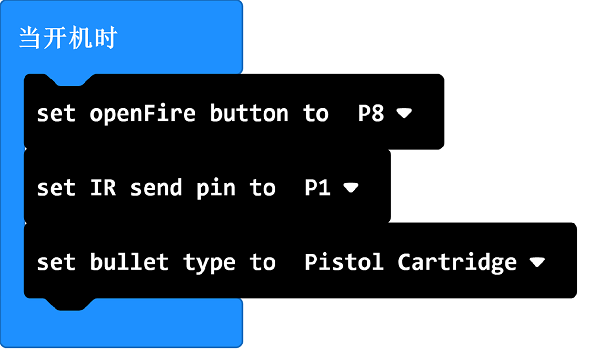 当开机时
set openFire button to P8
set IR send pin to P1
set bullet type to Pistol Cartridge